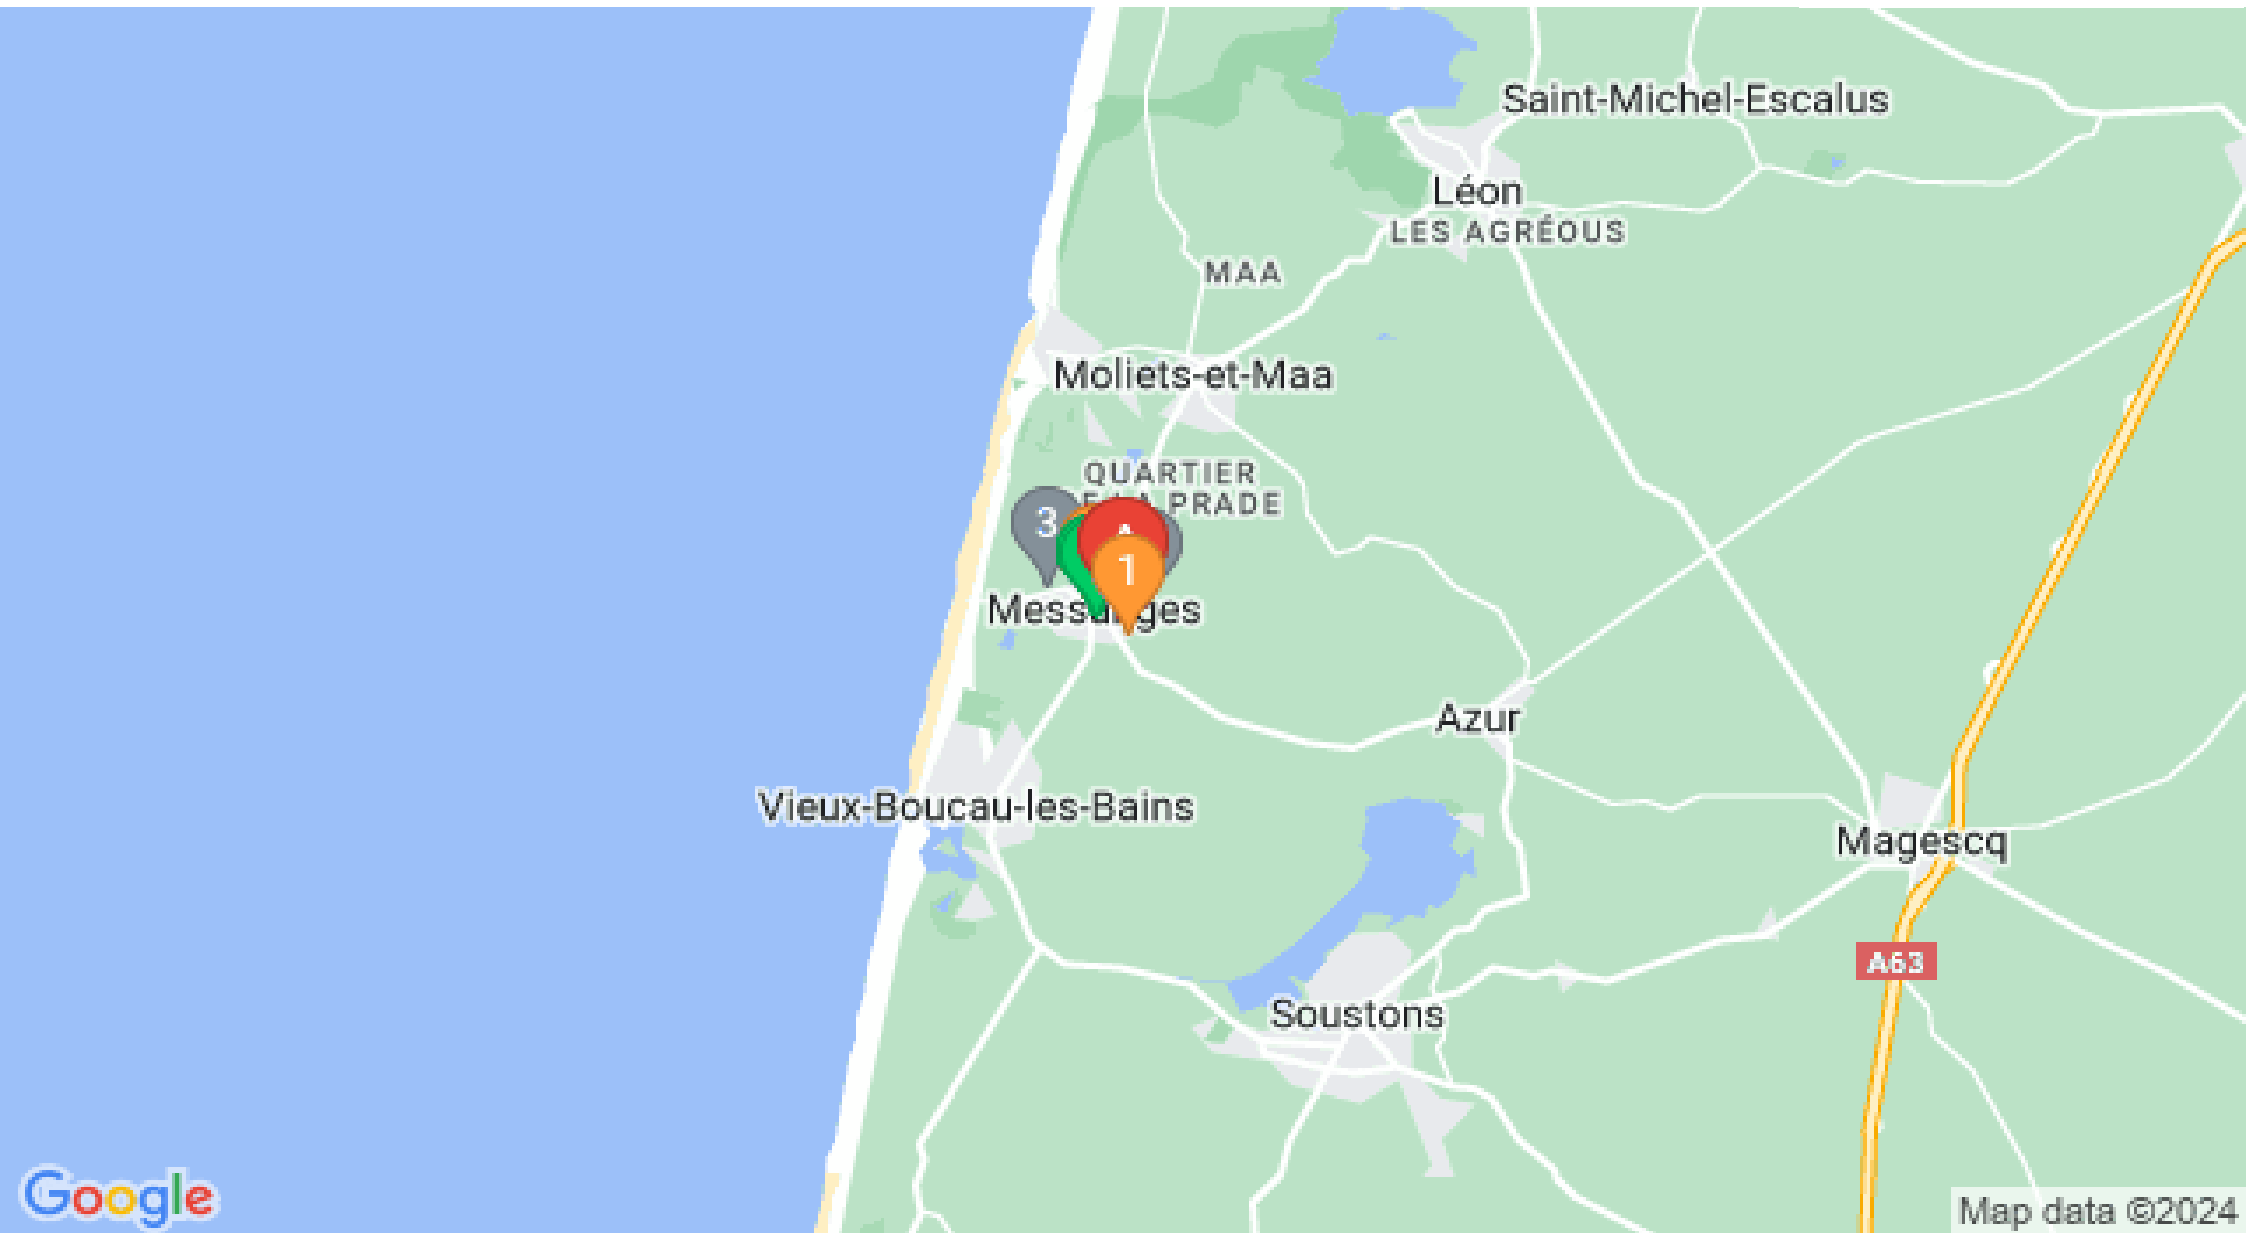 Saint-Michel-Escalus
Léon
LES AGRÉOUS
MAA
Moliets-et-Maa
QUARTIER
PRADE
3
1
Azur
Vieux-Boucau-les-Bains
Magescq
A63
Soustons
Google
Map data ©2024